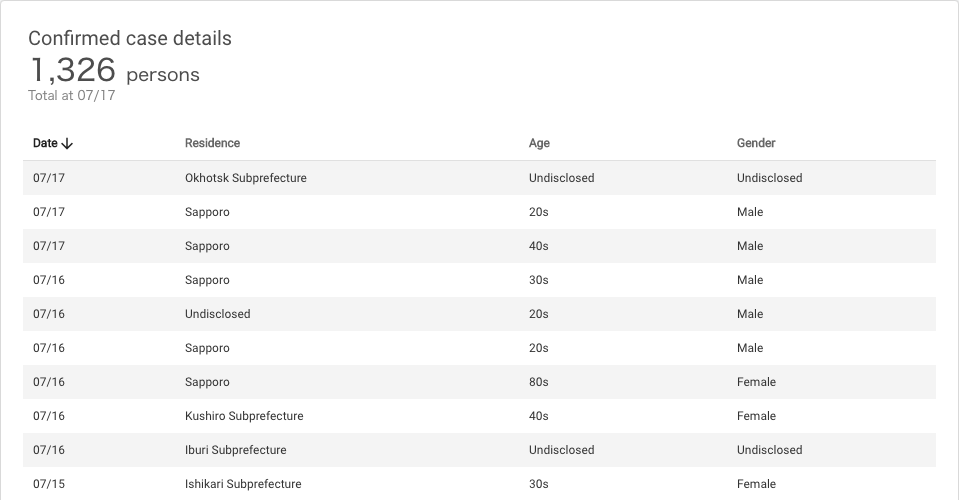 Confirmed case details
1,326 persons
Total at 07/17
Date Residence Age Gender
07/17 Okhotsk Subprefecture Undisclosed Undisclosed
07/17 Sapporo 20s Male
07/17 Sapporo 40s Male
07/16 Sapporo 30s Male
07/16 Undisclosed 20s Male
07/16 Sapporo 20s Male
07/16 Sapporo 80s Female
07/16 Kushiro Subprefecture 40s Female
07/16 Iburi Subprefecture Undisclosed Undisclosed
07/15 Ishikari Subprefecture 30s Female